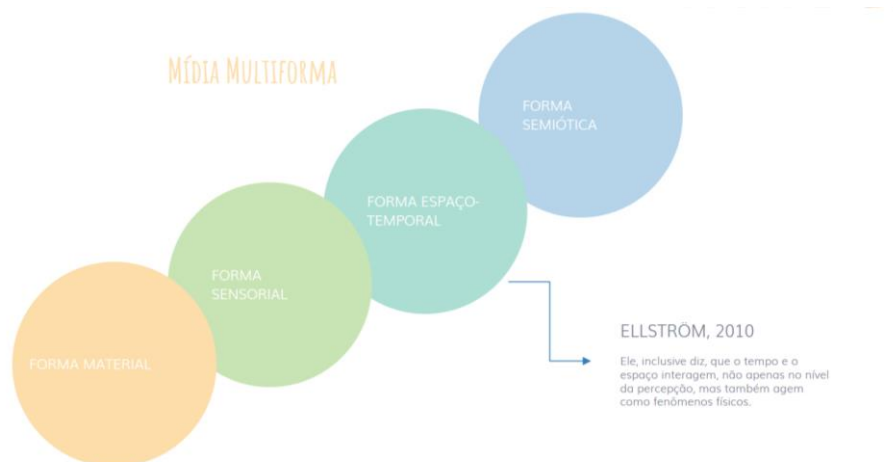 MÍDIA MULTIFORMA
FORMA
SEMIÓTICA
FORMA ESPAÇO-
TEMPORAL
FORMA
SENSORIAL
FORMA MATERIAL
ELLSTRÖM, 2010
Ele, inclusive diz, que o tempo e o
espaço interagem, não apenas no nível
da percepção, mas também agem
como fenômenos físicos.